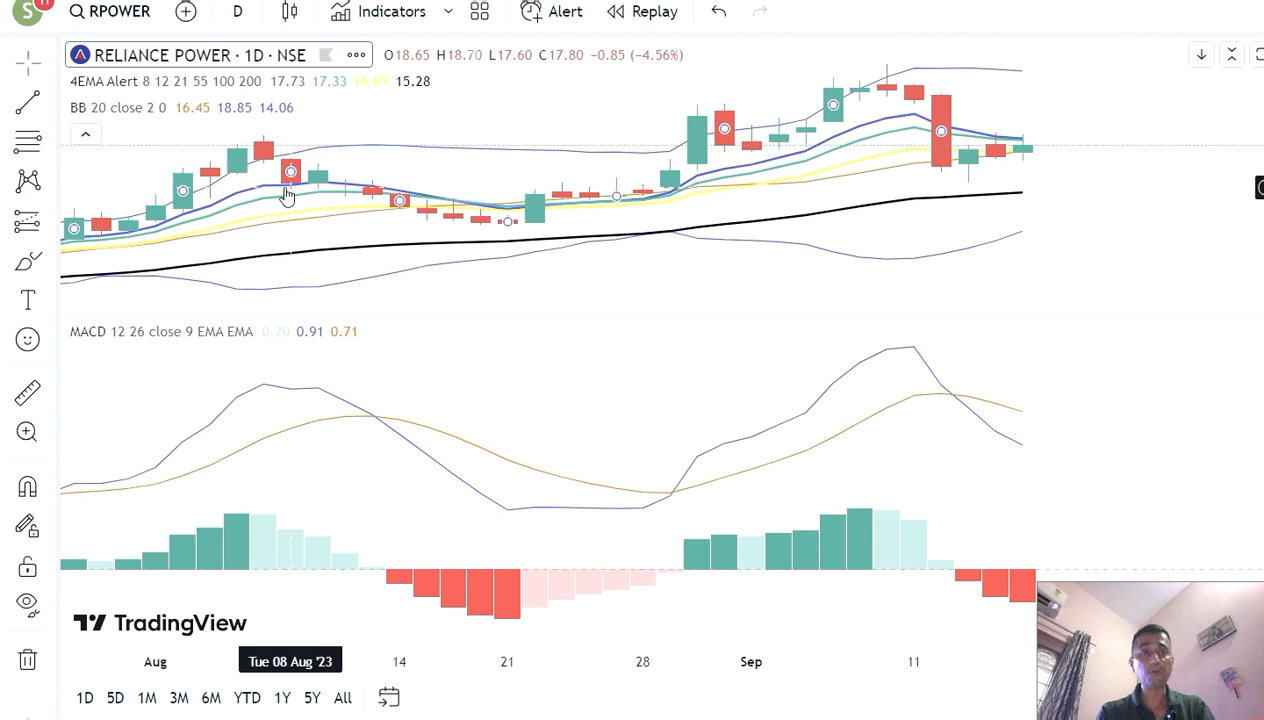 S 11 RPOWER D Indicators Alert Replay
RELIANCE POWER · 1D · NSE O18.65 H18.70 L17.60 C17.80 −0.85 (−4.56%)
4EMA Alert 8 12 21 55 100 200 17.73 17.33 16.69 15.28
BB 20 close 2 0 16.45 18.85 14.06
MACD 12 26 close 9 EMA EMA 0.20 0.91 0.71
TradingView
Aug Tue 08 Aug '23 14 21 28 Sep 11
1D 5D 1M 3M 6M YTD 1Y 5Y All